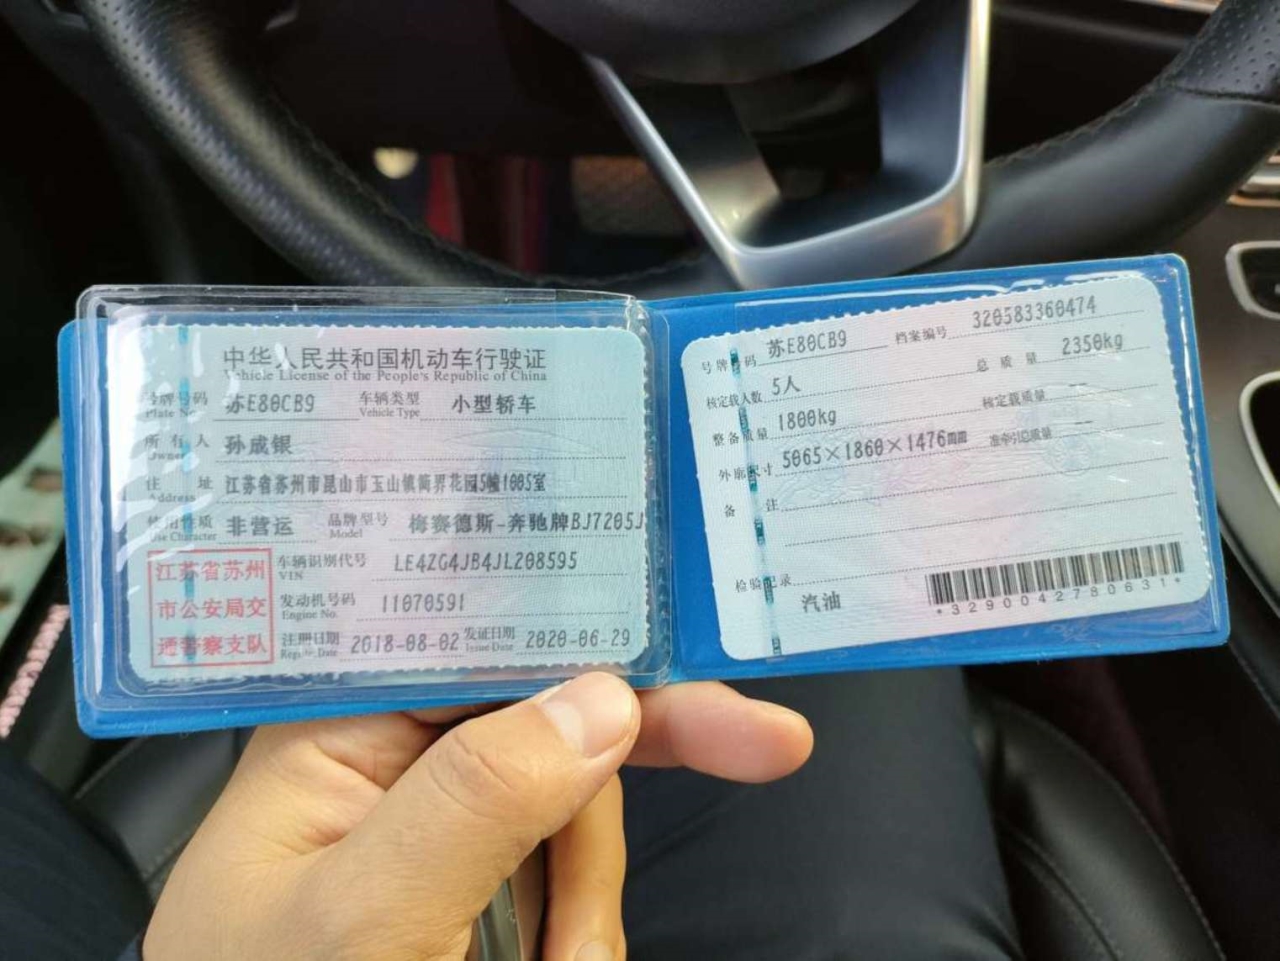 中华人民共和国机动车行驶证
Vehicle License of the People's Republic of China
号牌号码 苏E80CB9 车辆类型 小型轿车
Plate No. Vehicle Type
所有人 孙成银
Owner
住址 江苏省苏州市昆山市玉山镇简界花园5幢1005室
Address
使用性质 非营运 品牌型号 梅赛德斯-奔驰牌BJ7205J
Use Character Model
江苏省苏州
市公安局交
通警察支队
车辆识别代号 LE4ZG4JB4JL208595
VIN
发动机号码 11070591
Engine No.
注册日期 2018-08-02 发证日期 2020-06-29
Register Date Issue Date
号牌号码 苏E80CB9 档案编号 320583360474
核定载人数 5人 总质量 2350kg
整备质量 1800kg 核定载质量 --
外廓尺寸 5065×1860×1476mm 准牵引总质量 --
备注
检验记录
汽油
*3290042780631*